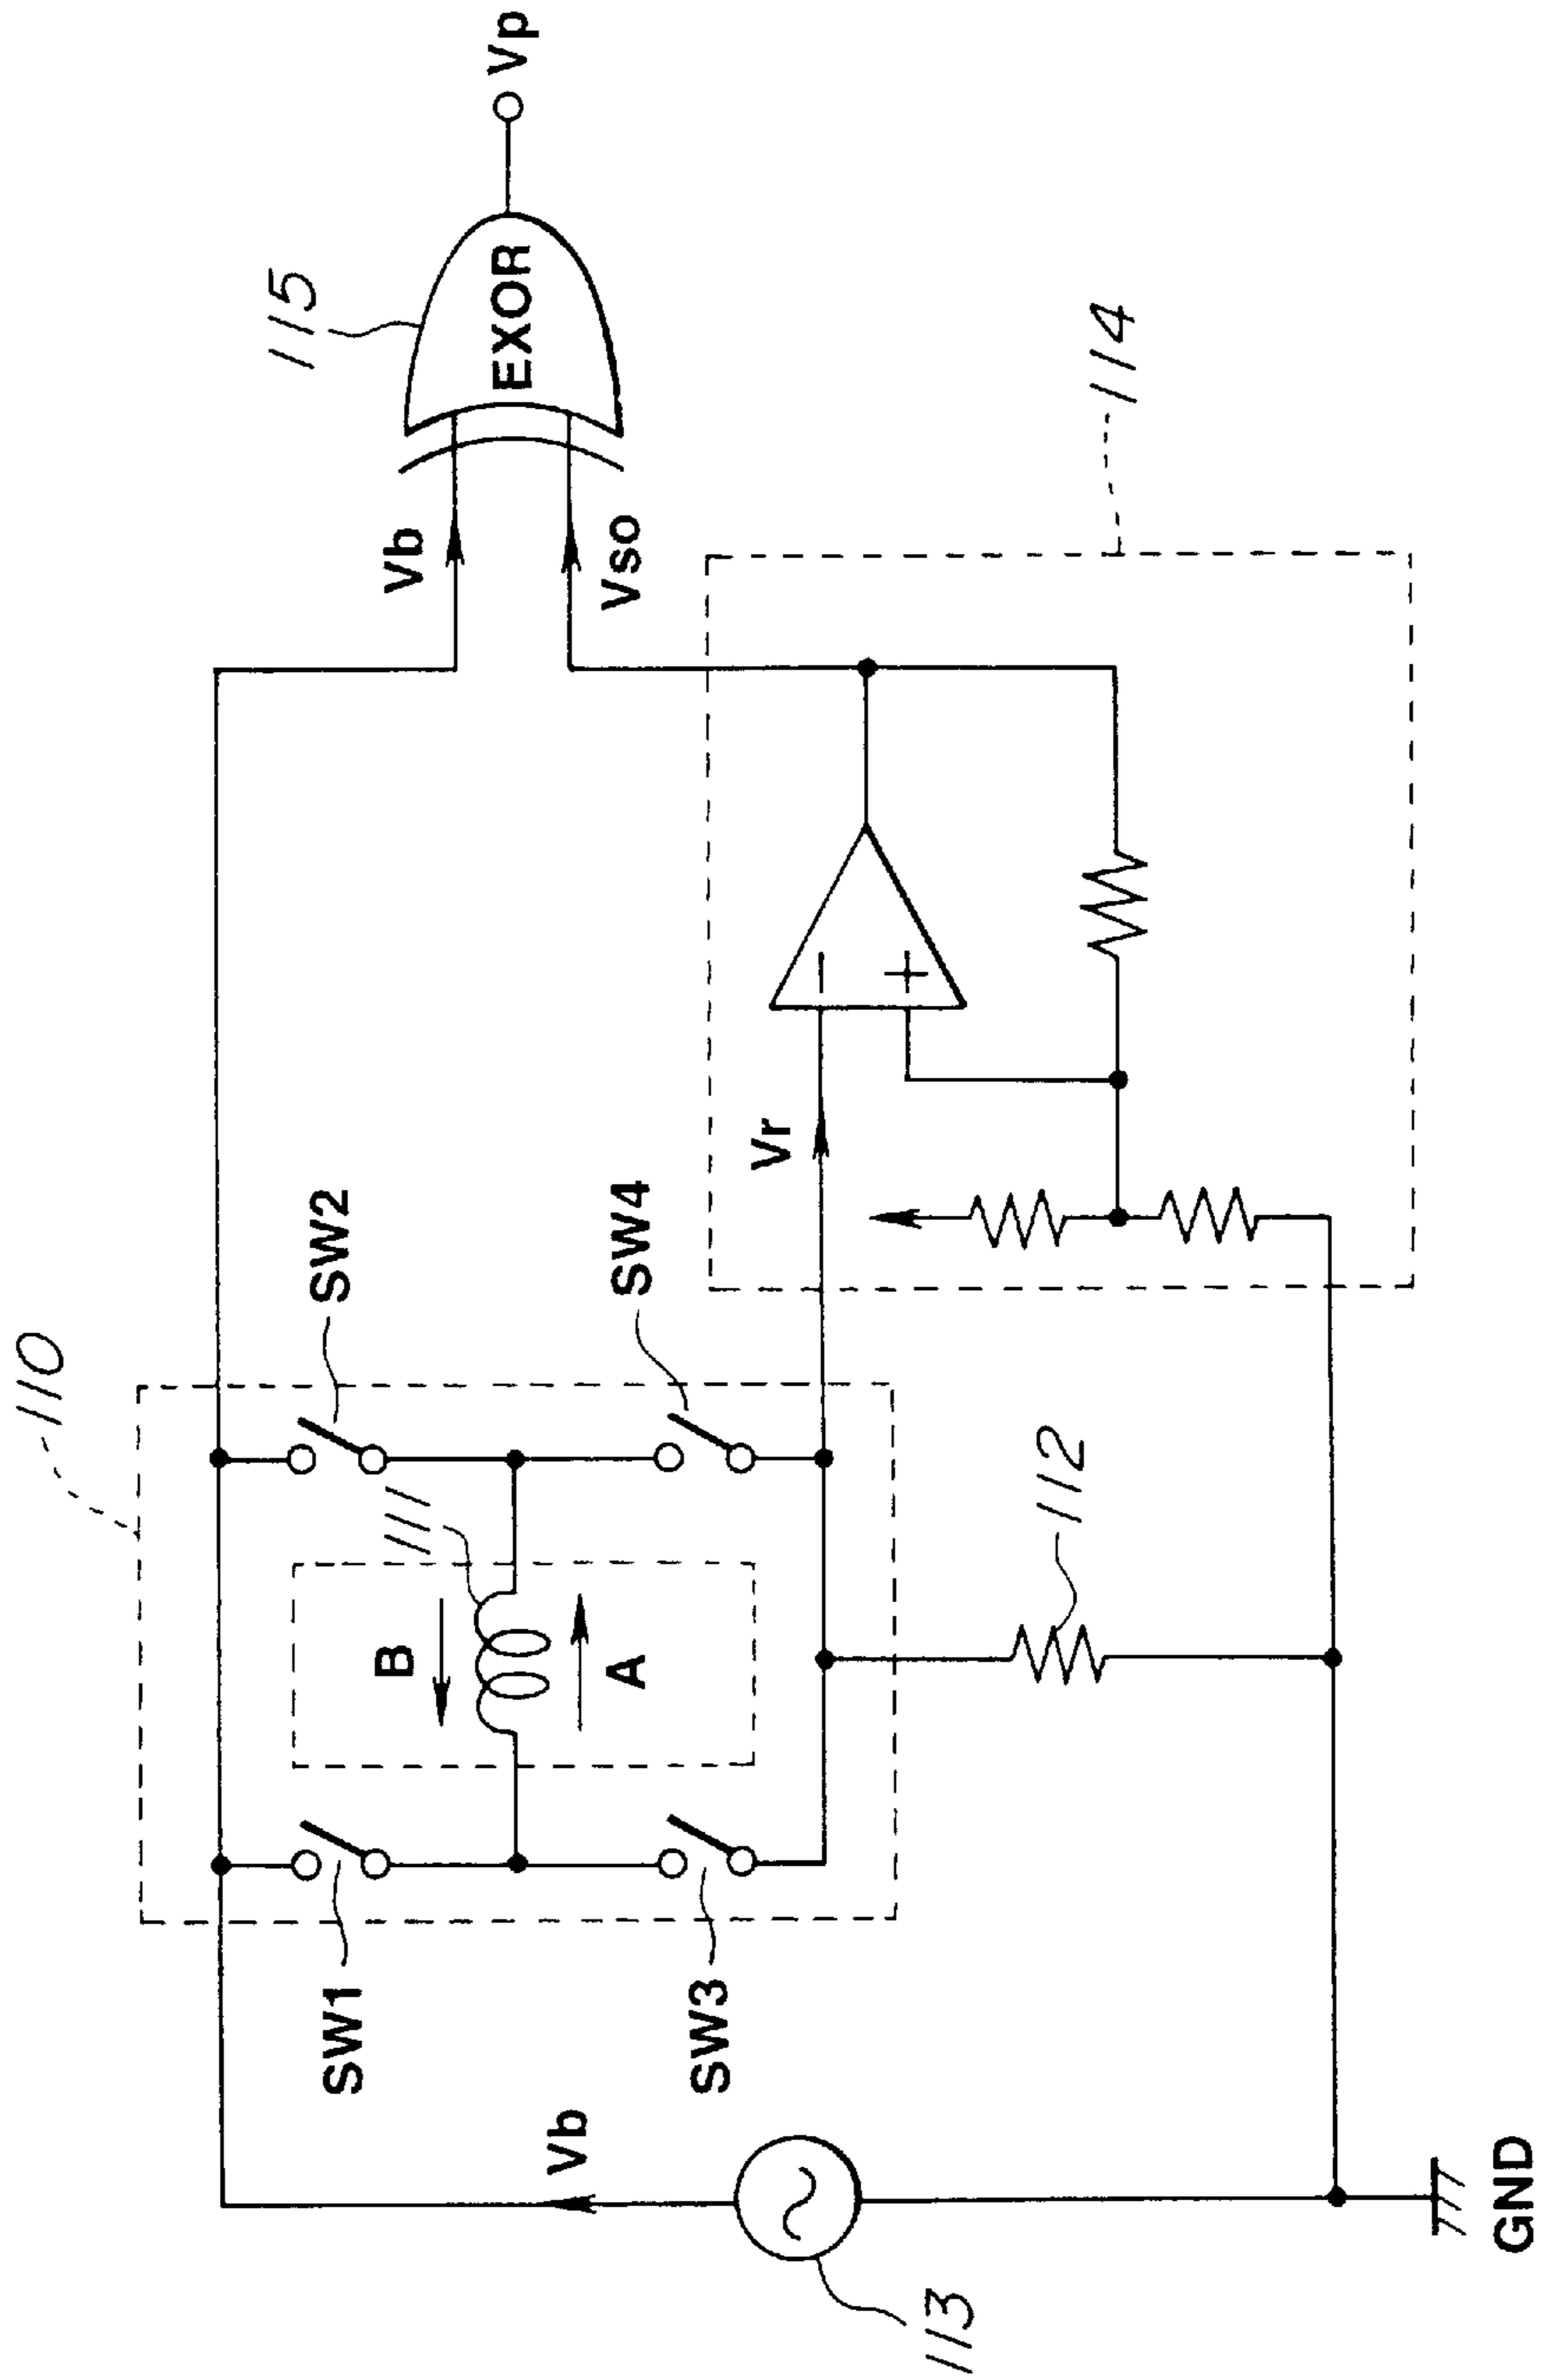 110
SW1
SW2
111
B
A
SW3
SW4
Vb
113
112
Vr
−
+
114
Vb
Vso
115
EXOR
Vp
GND